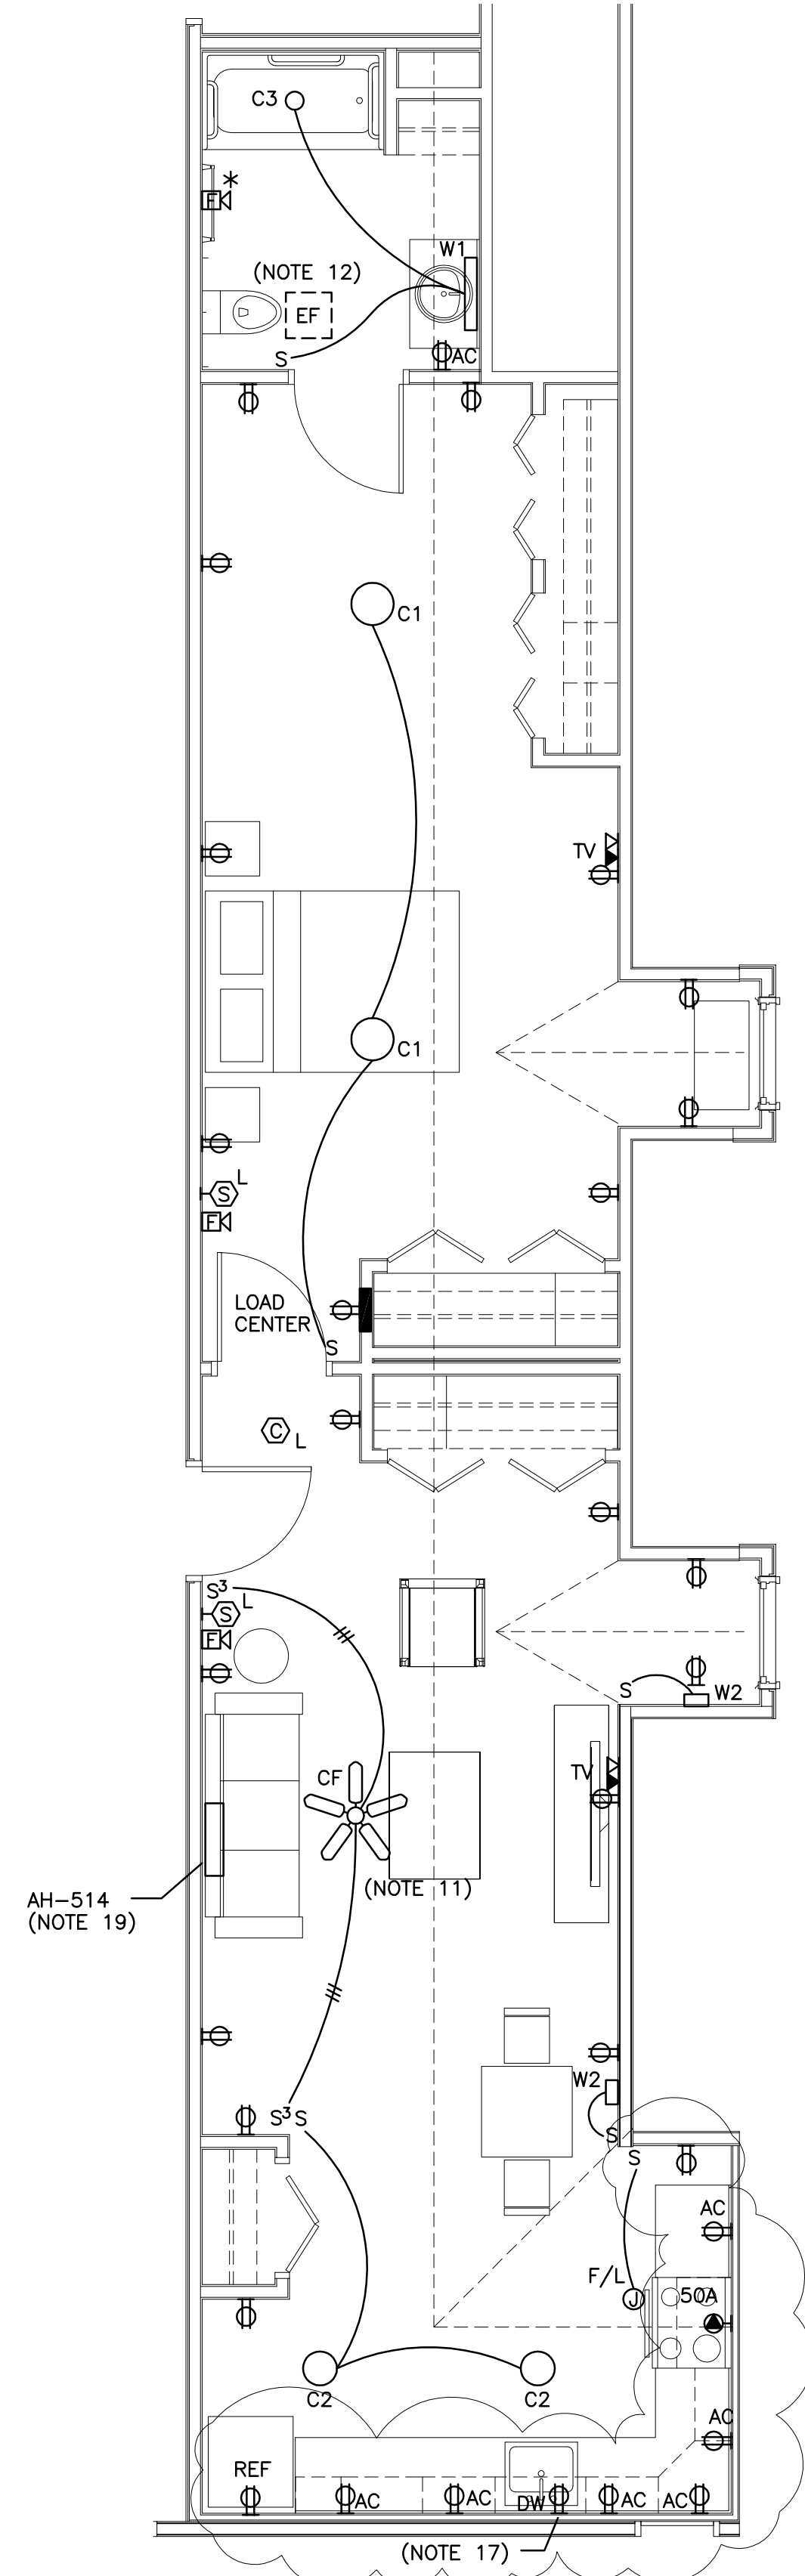 C3
*
F
W1
(NOTE 12)
EF
S
AC
C1
TV
C1
S L
F
LOAD
CENTER
S
C L
S3
S L
F
S
W2
CF
TV
(NOTE 11)
AH-514
(NOTE 19)
W2
S3 S
S
S
AC
F/L
J
50A
C2
C2
AC
REF
AC
AC
DW
AC
AC
(NOTE 17)